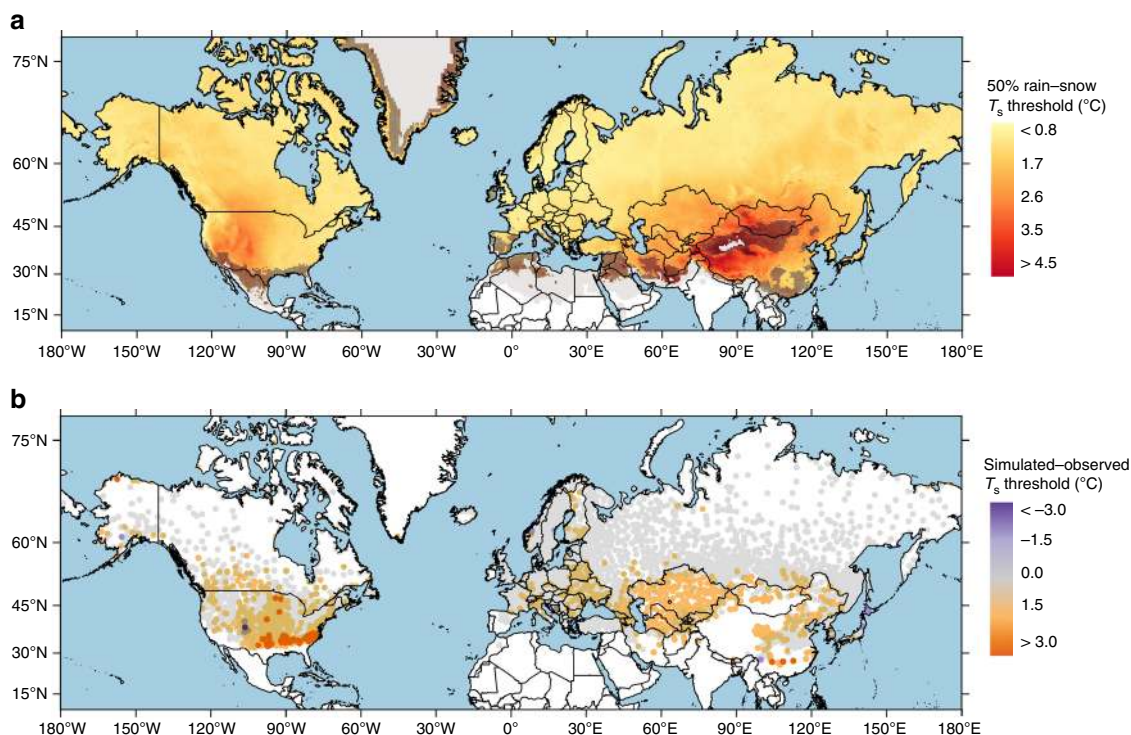 a
75°N
60°N
45°N
30°N
15°N
180°W 150°W 120°W 90°W 60°W 30°W 0° 30°E 60°E 90°E 120°E 150°E 180°E
50% rain–snow
Ts threshold (°C)
< 0.8
1.7
2.6
3.5
> 4.5
b
75°N
60°N
45°N
30°N
15°N
180°W 150°W 120°W 90°W 60°W 30°W 0° 30°E 60°E 90°E 120°E 150°E 180°E
Simulated–observed
Ts threshold (°C)
< −3.0
−1.5
0.0
1.5
> 3.0